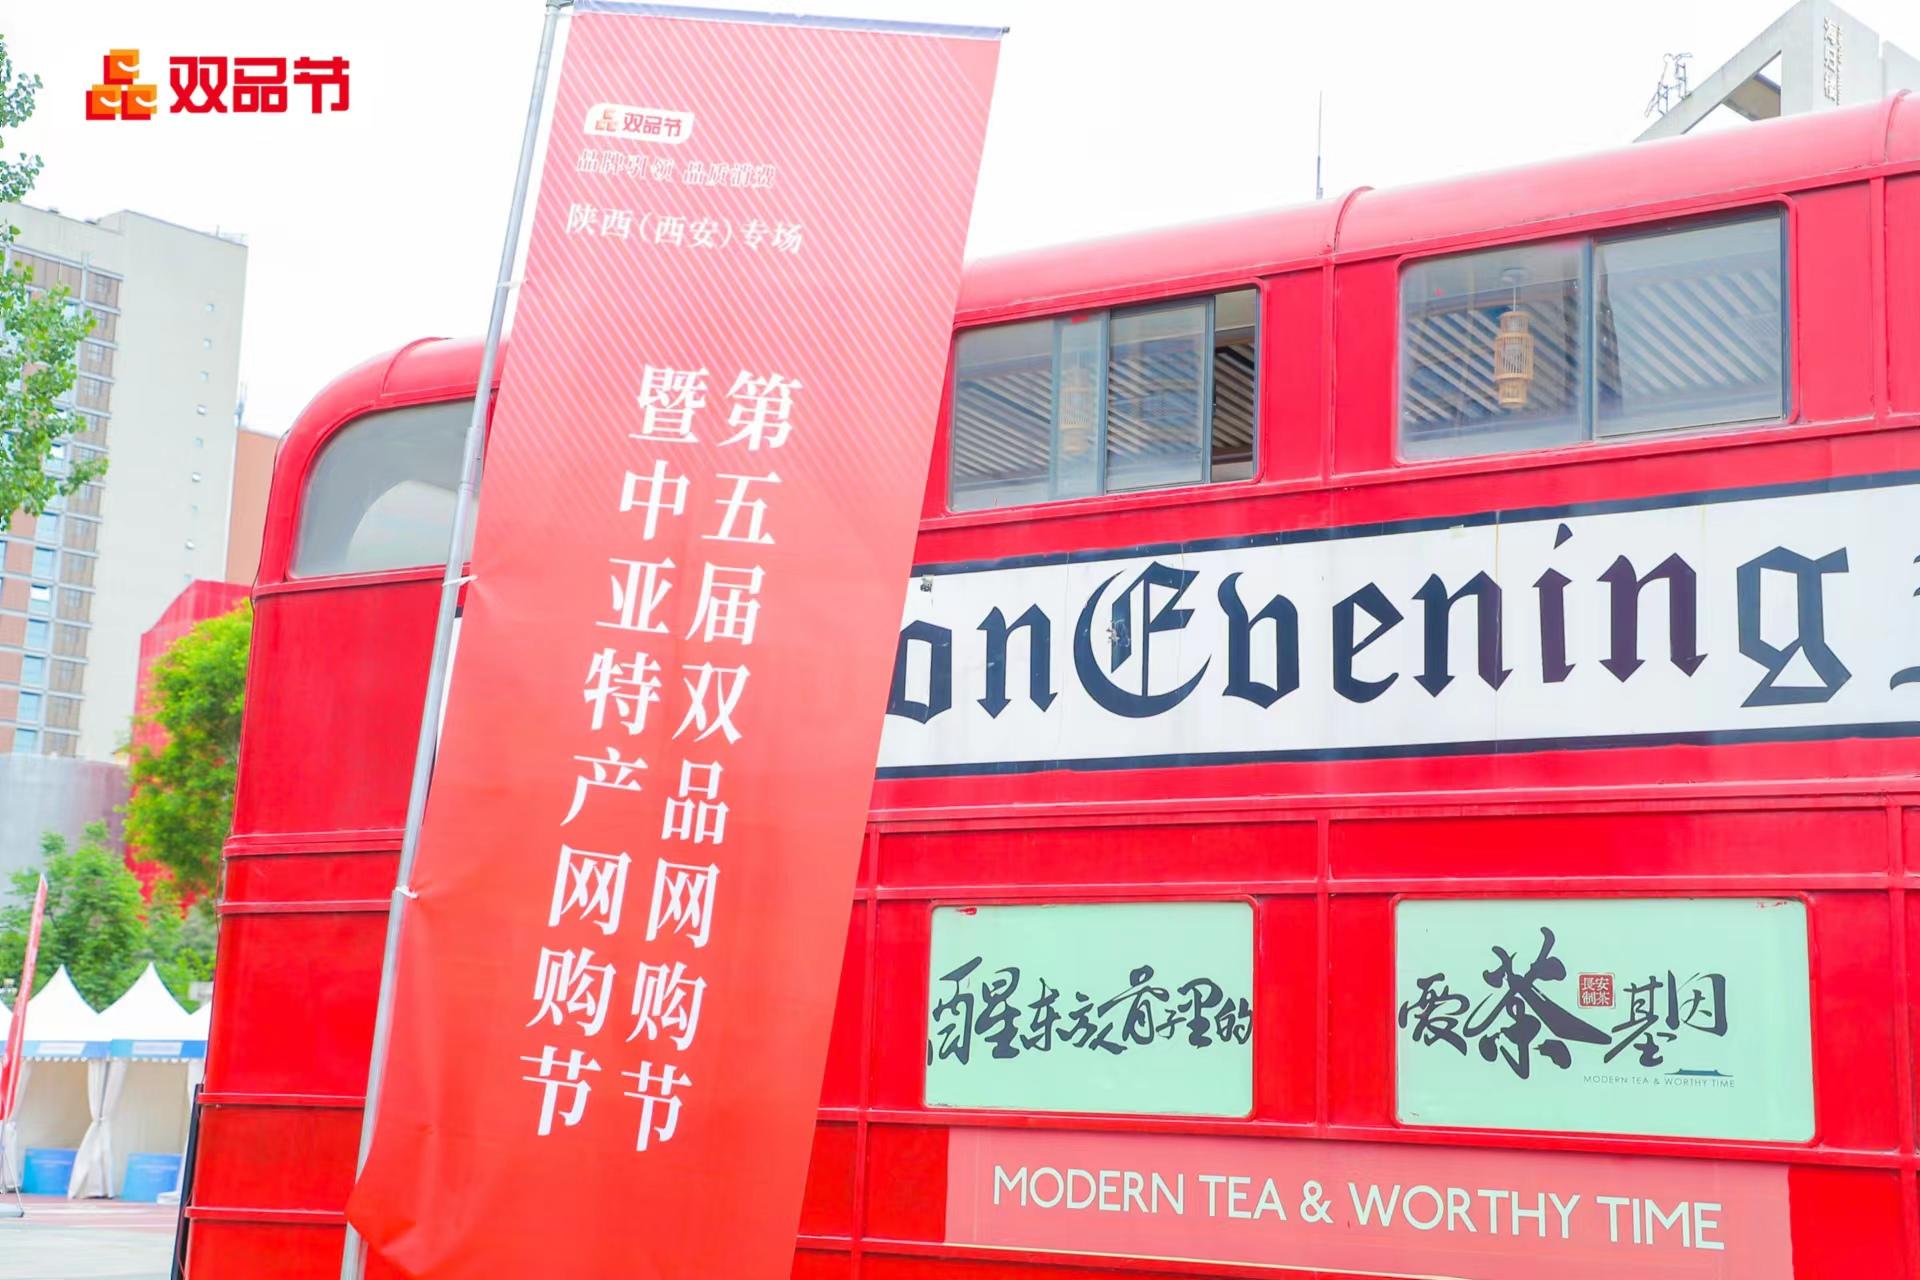 双品节
双品节
品牌引领 品质消费
陕西(西安)专场
第五届双品网购节
暨中亚特产网购节
onEvening
醒东方人骨子里的
爱茶基因
長安
制茶
MODERN TEA & WORTHY TIME
MODERN TEA & WORTHY TIME